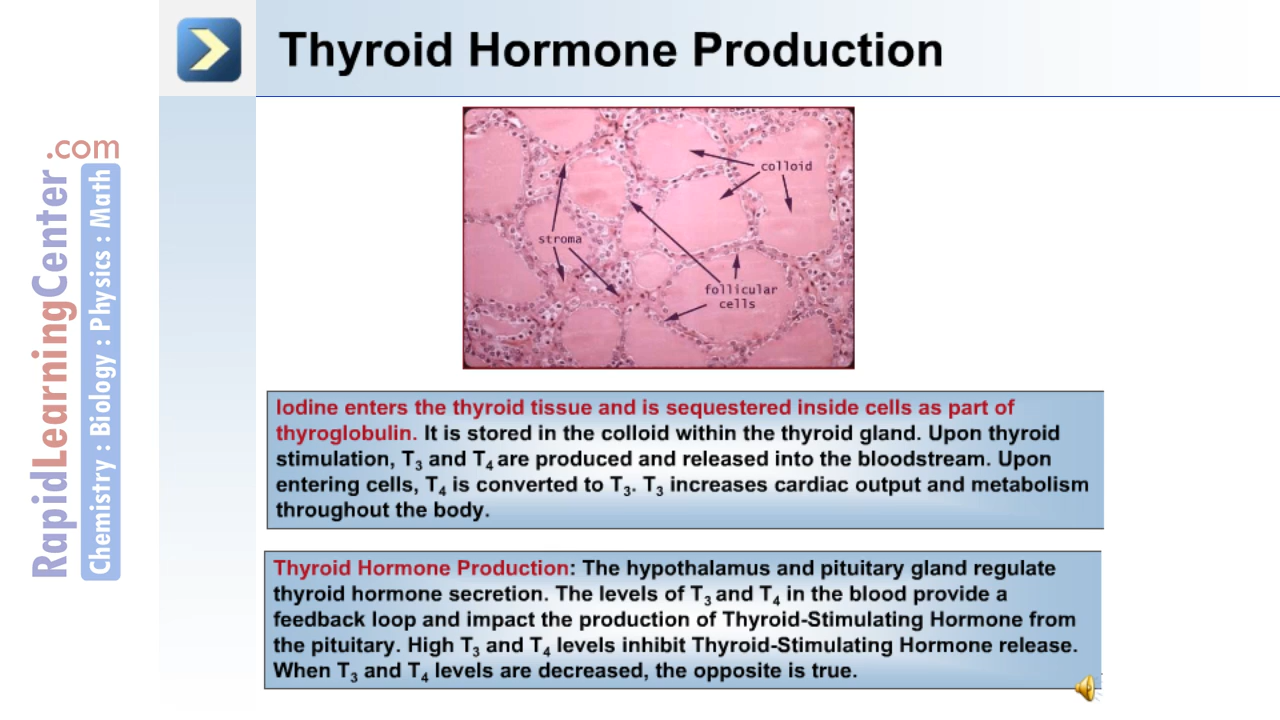 Thyroid Hormone Production
RapidLearningCenter.com
Chemistry : Biology : Physics : Math
colloid
stroma
follicular
cells
Iodine enters the thyroid tissue and is sequestered inside cells as part of
thyroglobulin. It is stored in the colloid within the thyroid gland. Upon thyroid
stimulation, T3 and T4 are produced and released into the bloodstream. Upon
entering cells, T4 is converted to T3. T3 increases cardiac output and metabolism
throughout the body.
Thyroid Hormone Production: The hypothalamus and pituitary gland regulate
thyroid hormone secretion. The levels of T3 and T4 in the blood provide a
feedback loop and impact the production of Thyroid-Stimulating Hormone from
the pituitary. High T3 and T4 levels inhibit Thyroid-Stimulating Hormone release.
When T3 and T4 levels are decreased, the opposite is true.